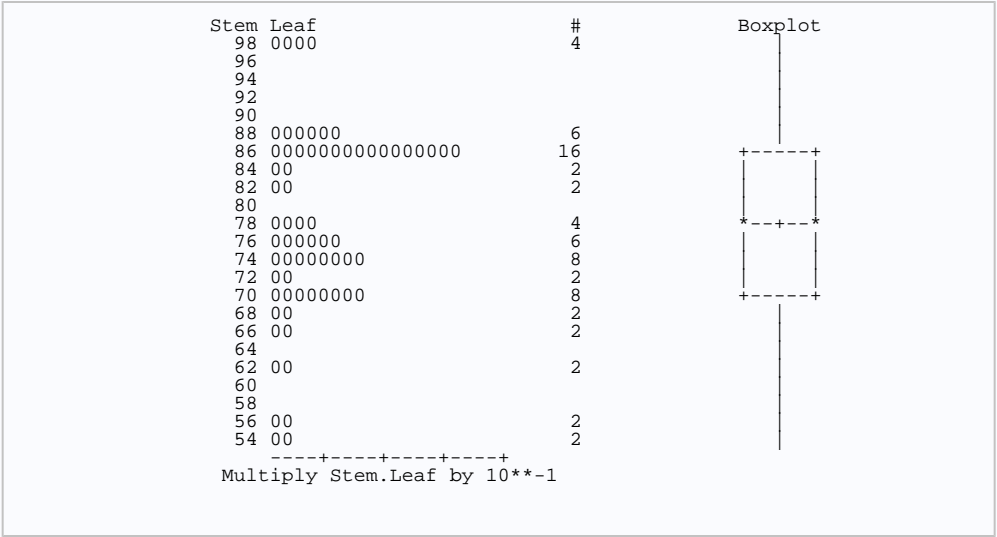 Stem Leaf # Boxplot
98 0000 4 |
96 |
94 |
92 |
90 |
88 000000 6 |
86 0000000000000000 16 +-----+
84 00 2 | |
82 00 2 | |
80 | |
78 0000 4 *--+--*
76 000000 6 | |
74 00000000 8 | |
72 00 2 | |
70 00000000 8 +-----+
68 00 2 |
66 00 2 |
64 |
62 00 2 |
60 |
58 |
56 00 2 |
54 00 2 |
----+----+----+----+
Multiply Stem.Leaf by 10**-1